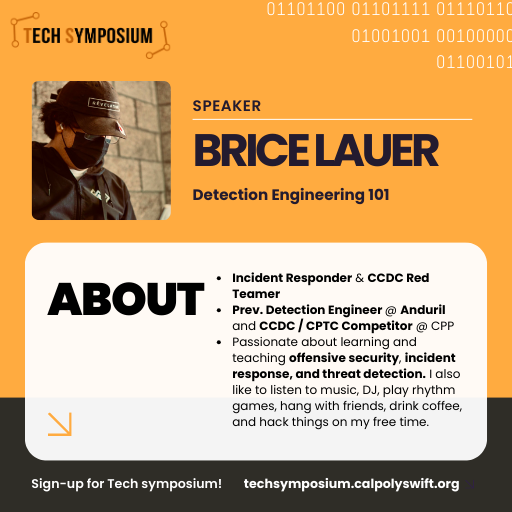 TECH SYMPOSIUM
01101100 01101111 0111011
01001001 0010000
0110010
SPEAKER
BRICE LAUER
Detection Engineering 101
ABOUT
• Incident Responder & CCDC Red
Teamer
• Prev. Detection Engineer @ Anduril
and CCDC / CPTC Competitor @ CPP
• Passionate about learning and
teaching offensive security, incident
response, and threat detection. I also
like to listen to music, DJ, play rhythm
games, hang with friends, drink coffee,
and hack things on my free time.
Sign-up for Tech symposium!
techsymposium.calpolyswift.org